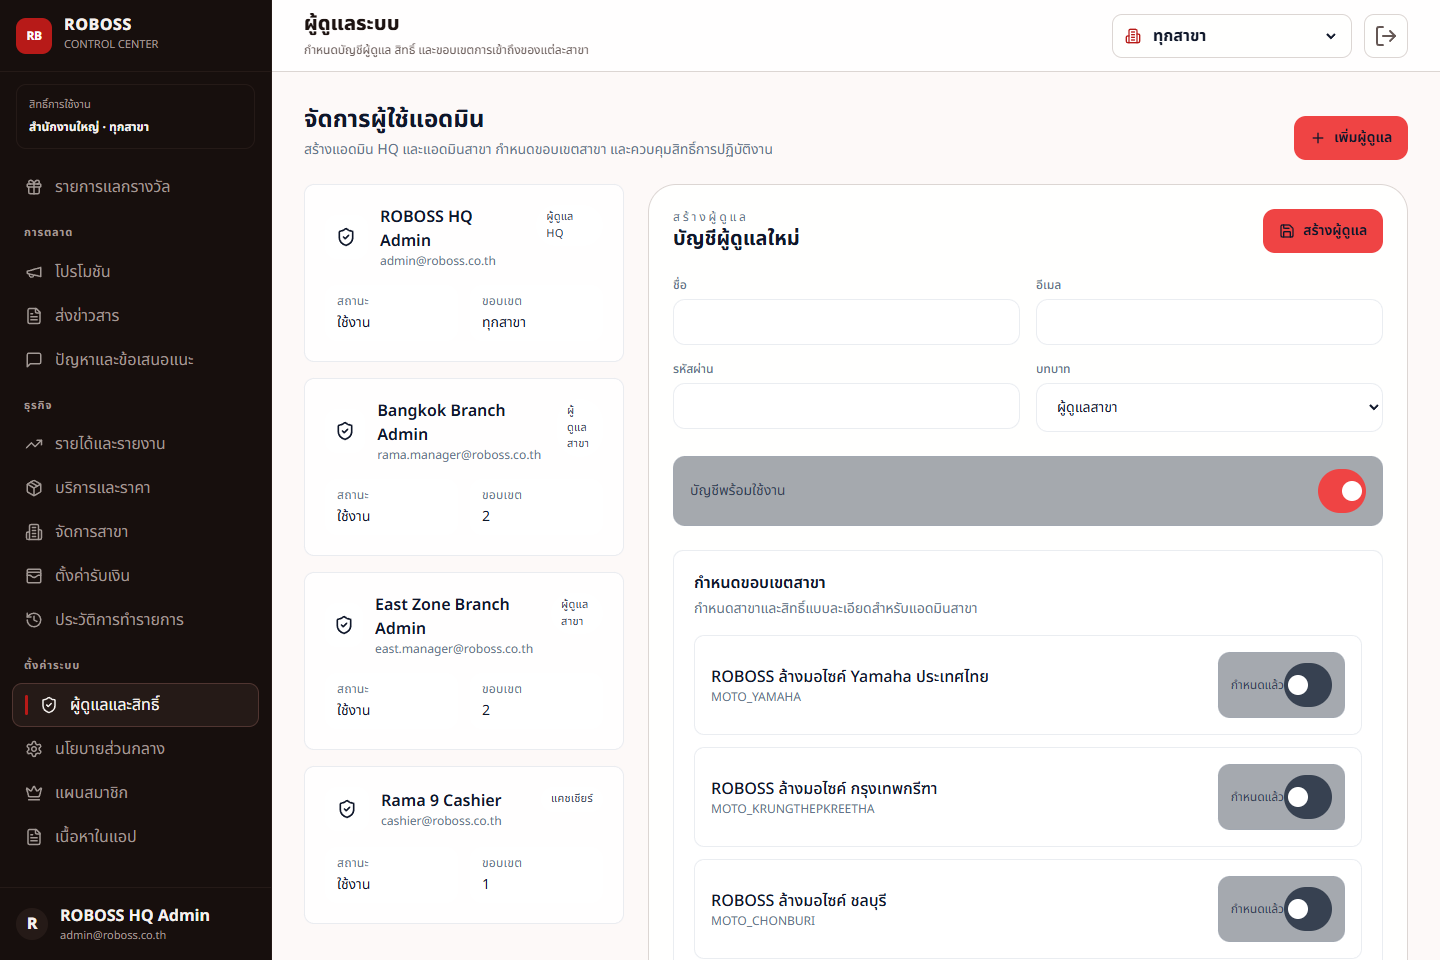 RB
ROBOSS
CONTROL CENTER
สิทธิ์การใช้งาน
สำนักงานใหญ่ · ทุกสาขา
รายการแลกรางวัล
การตลาด
โปรโมชัน
ส่งข่าวสาร
ปัญหาและข้อเสนอแนะ
ธุรกิจ
รายได้และรายงาน
บริการและราคา
จัดการสาขา
ตั้งค่ารับเงิน
ประวัติการทำรายการ
ตั้งค่าระบบ
ผู้ดูแลและสิทธิ์
นโยบายส่วนกลาง
แผนสมาชิก
เนื้อหาในแอป
R
ROBOSS HQ Admin
admin@roboss.co.th
ผู้ดูแลระบบ
กำหนดบัญชีผู้ดูแล สิทธิ์ และขอบเขตการเข้าถึงของแต่ละสาขา
ทุกสาขา
จัดการผู้ใช้แอดมิน
สร้างแอดมิน HQ และแอดมินสาขา กำหนดขอบเขตสาขา และควบคุมสิทธิ์การปฏิบัติงาน
เพิ่มผู้ดูแล
ROBOSS HQ
Admin
admin@roboss.co.th
ผู้ดูแล
HQ
สถานะ
ใช้งาน
ขอบเขต
ทุกสาขา
Bangkok Branch
Admin
rama.manager@roboss.co.th
ผู้
ดูแล
สาขา
สถานะ
ใช้งาน
ขอบเขต
2
East Zone Branch
Admin
east.manager@roboss.co.th
ผู้ดูแล
สาขา
สถานะ
ใช้งาน
ขอบเขต
2
Rama 9 Cashier
cashier@roboss.co.th
แคชเชียร์
สถานะ
ใช้งาน
ขอบเขต
1
สร้างผู้ดูแล
บัญชีผู้ดูแลใหม่
สร้างผู้ดูแล
ชื่อ
อีเมล
รหัสผ่าน
บทบาท
ผู้ดูแลสาขา
บัญชีพร้อมใช้งาน
กำหนดขอบเขตสาขา
กำหนดสาขาและสิทธิ์แบบละเอียดสำหรับแอดมินสาขา
ROBOSS ล้างมอไซค์ Yamaha ประเทศไทย
MOTO_YAMAHA
กำหนดแล้ว
ROBOSS ล้างมอไซค์ กรุงเทพกรีฑา
MOTO_KRUNGTHEPKREETHA
กำหนดแล้ว
ROBOSS ล้างมอไซค์ ชลบุรี
MOTO_CHONBURI
กำหนดแล้ว